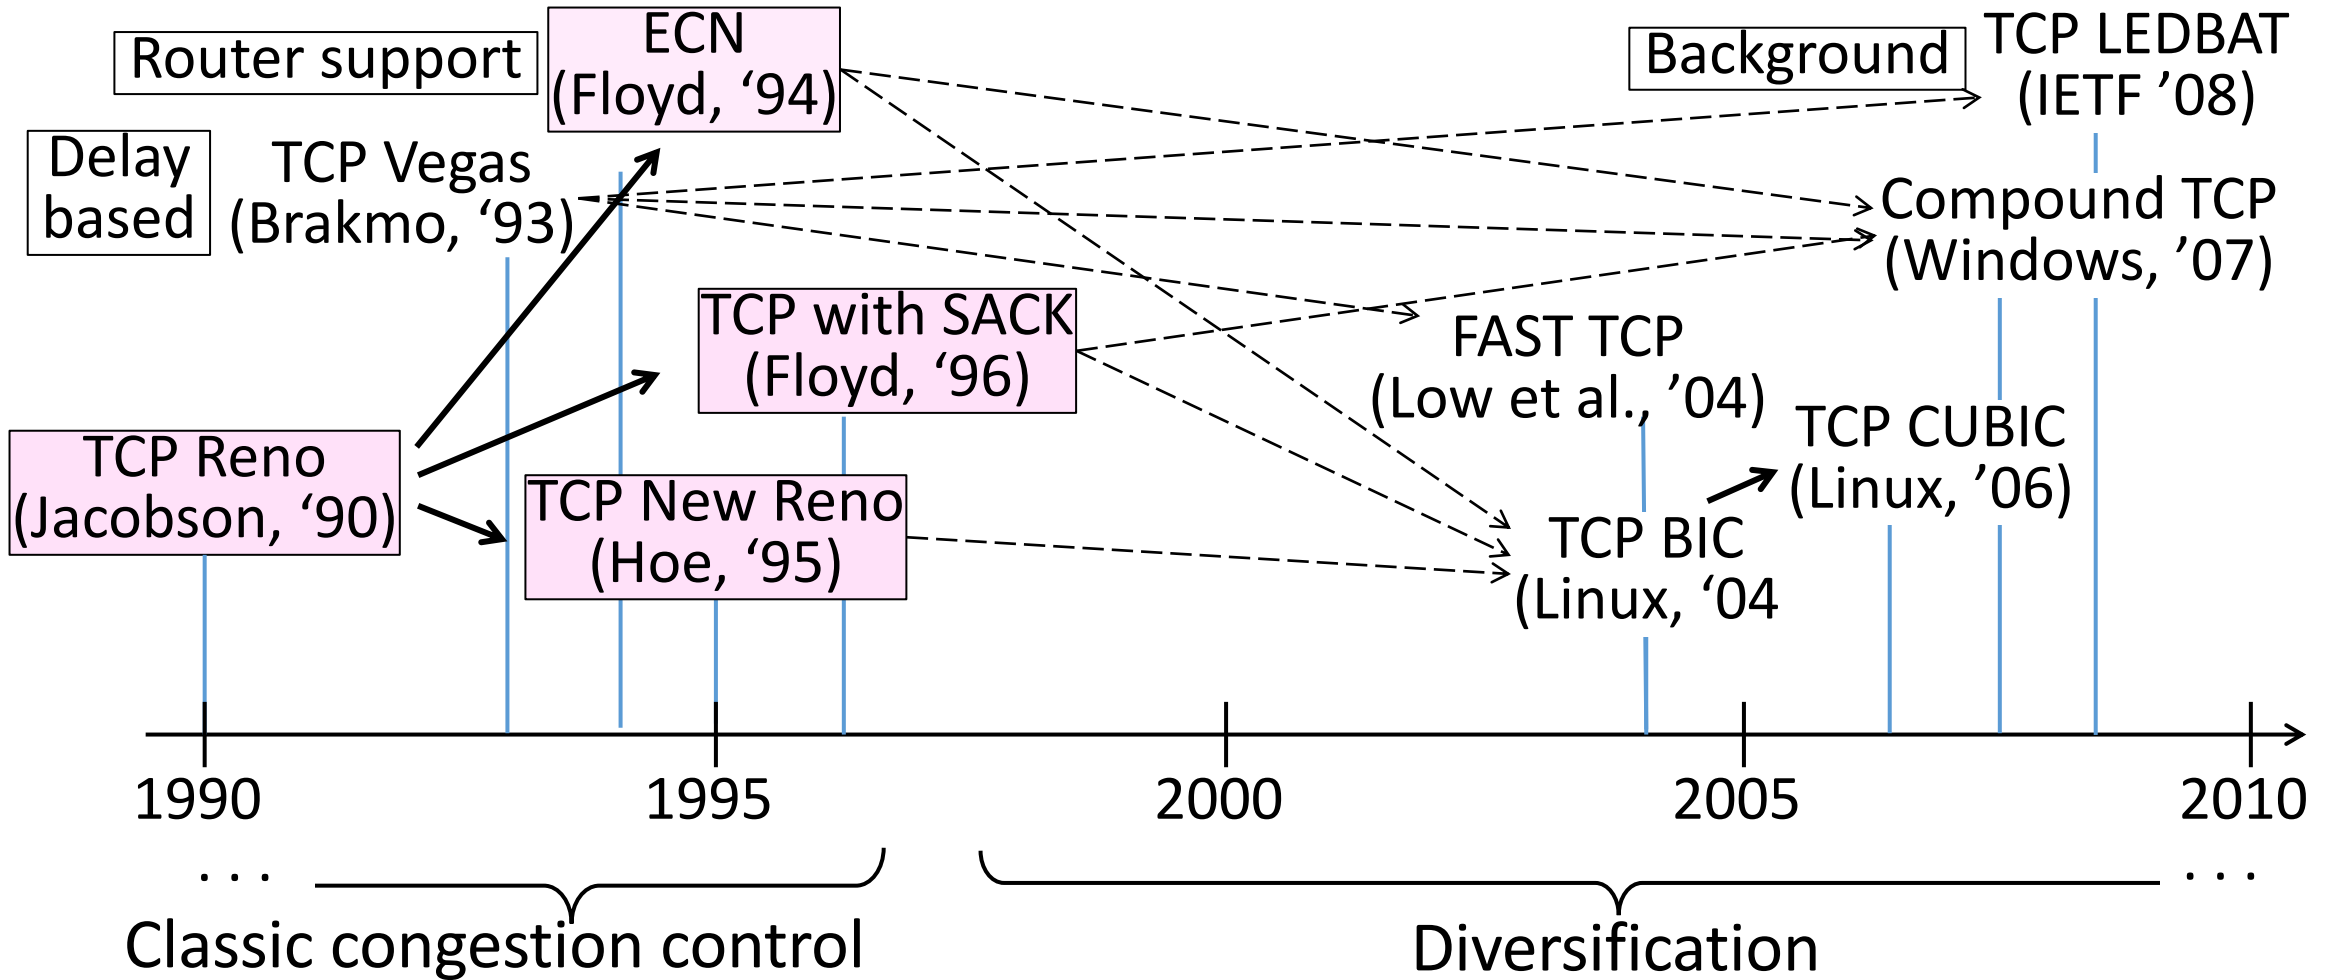 Router support
ECN
(Floyd, ‘94)
Background
TCP LEDBAT
(IETF ’08)
Delay
based
TCP Vegas
(Brakmo, ‘93)
Compound TCP
(Windows, ’07)
TCP with SACK
(Floyd, ‘96)
FAST TCP
(Low et al., ’04)
TCP Reno
(Jacobson, ‘90)
TCP New Reno
(Hoe, ‘95)
TCP CUBIC
(Linux, ’06)
TCP BIC
(Linux, ‘04
1990
1995
2000
2005
2010
. . .
. . .
Classic congestion control
Diversification